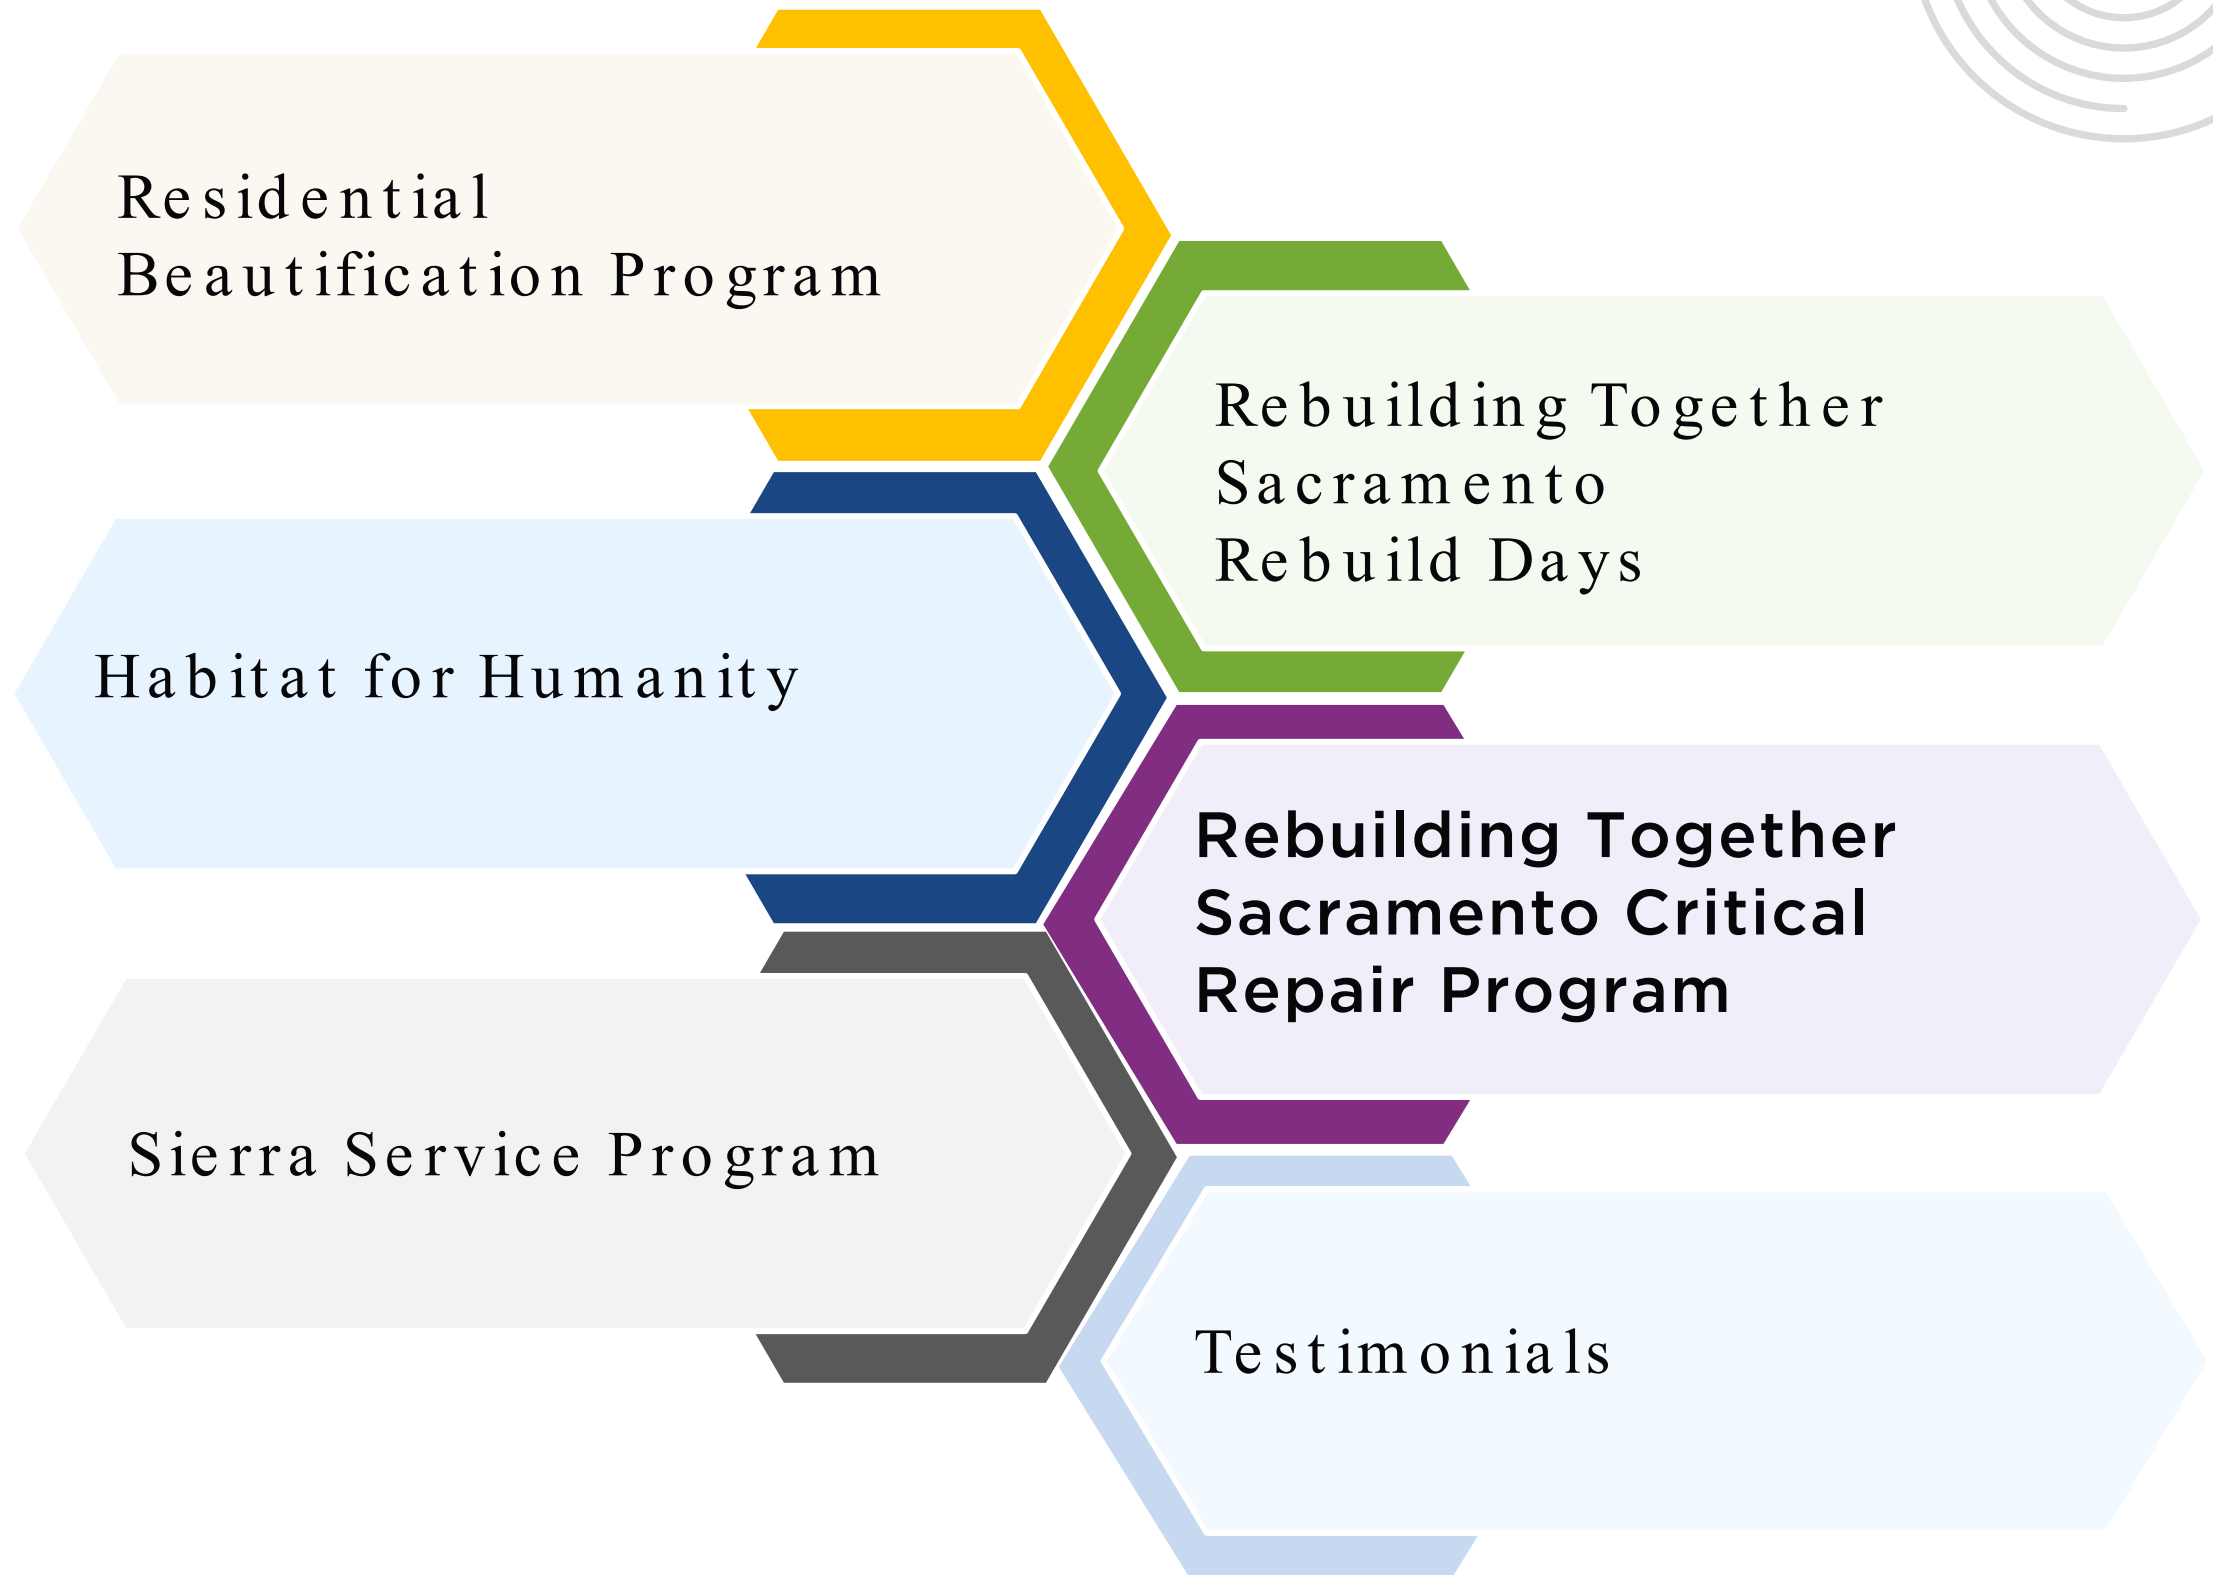 Residential
Beautification Program
Rebuilding Together
Sacramento
Rebuild Days
Habitat for Humanity
Rebuilding Together
Sacramento Critical
Repair Program
Sierra Service Program
Testimonials